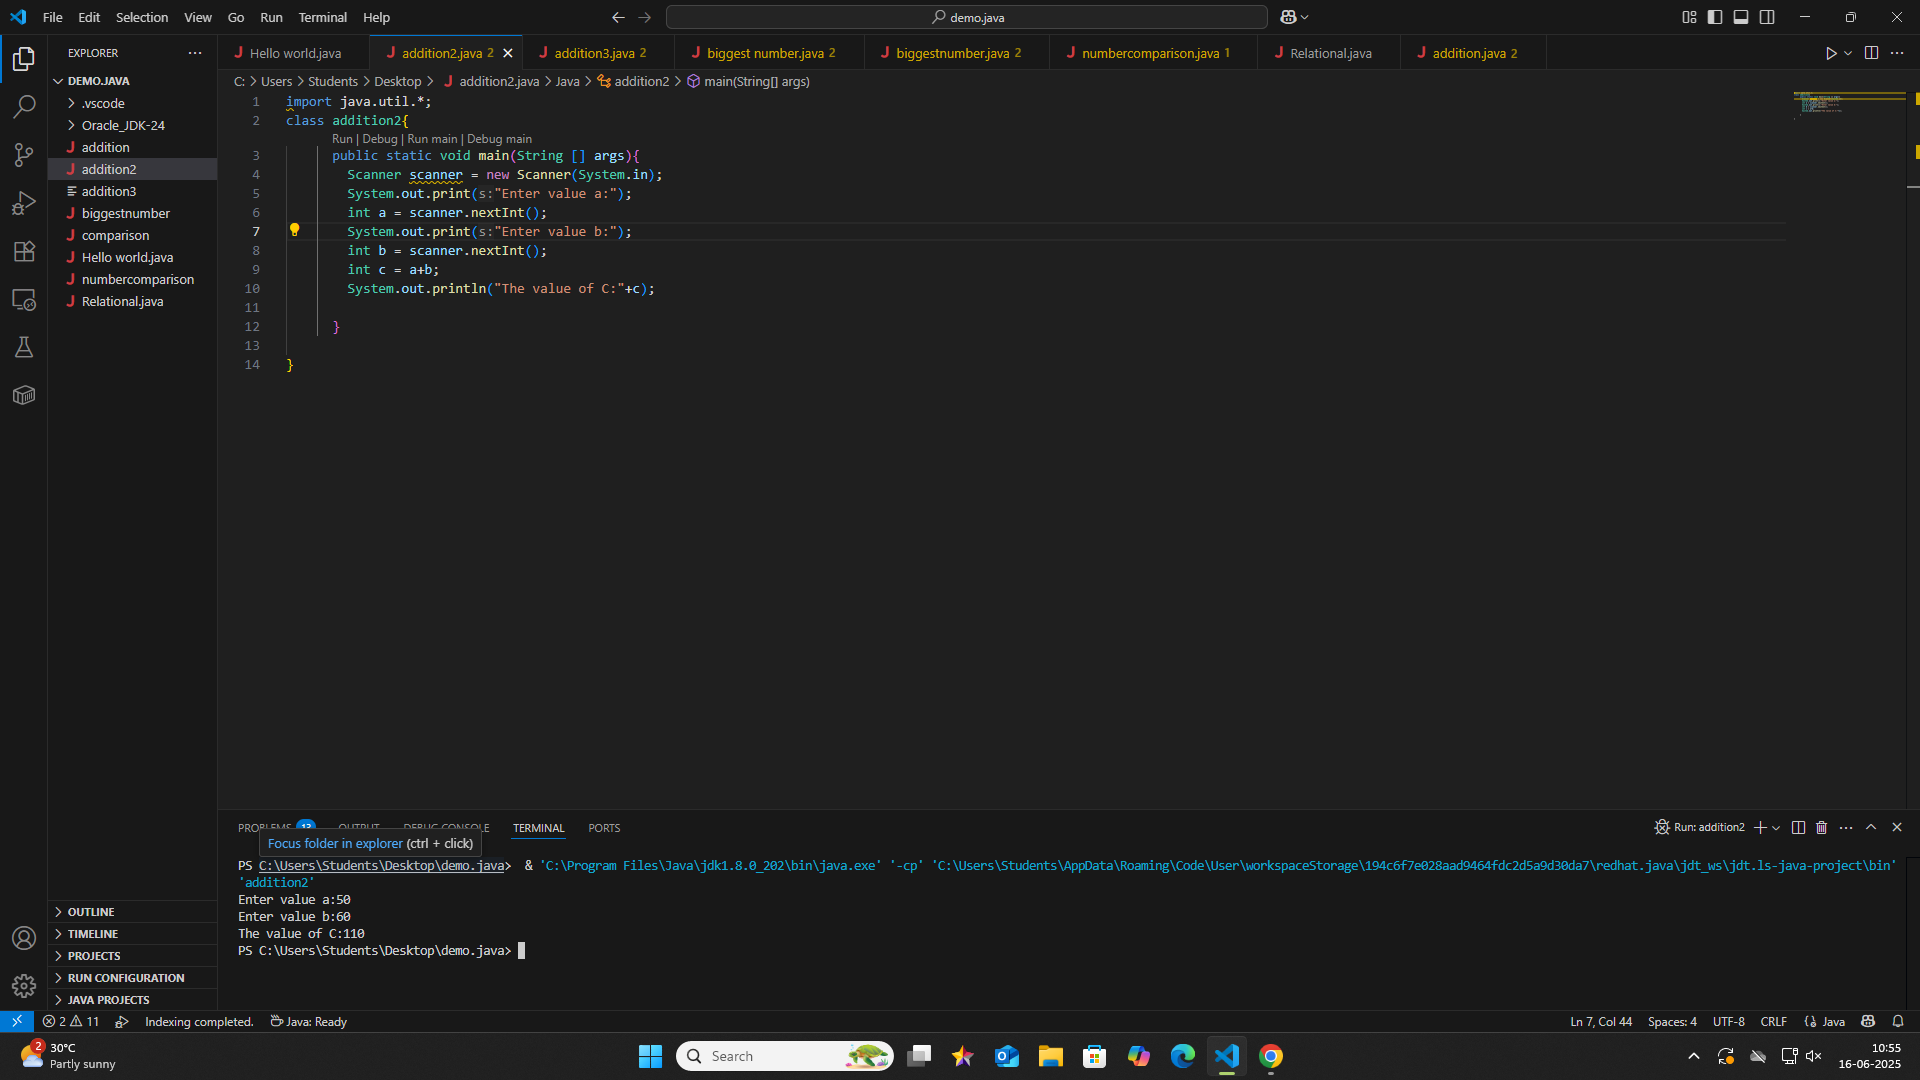 File Edit Selection View Go Run Terminal Help demo.java
EXPLORER
Hello world.java addition2.java 2 addition3.java 2 biggest number.java 2 biggestnumber.java 2 numbercomparison.java 1 Relational.java addition.java 2
DEMO.JAVA
.vscode
Oracle_JDK-24
addition
addition2
addition3
biggestnumber
comparison
Hello world.java
numbercomparison
Relational.java
OUTLINE
TIMELINE
PROJECTS
RUN CONFIGURATION
JAVA PROJECTS
C: > Users > Students > Desktop > addition2.java > Java > addition2 > main(String[] args)
1 import java.util.*;
2 class addition2{
Run | Debug | Run main | Debug main
3 public static void main(String [] args){
4 Scanner scanner = new Scanner(System.in);
5 System.out.print(s:"Enter value a:");
6 int a = scanner.nextInt();
7 System.out.print(s:"Enter value b:");
8 int b = scanner.nextInt();
9 int c = a+b;
10 System.out.println("The value of C:"+c);
11
12 }
13
14 }
TERMINAL PORTS Run: addition2
Focus folder in explorer (ctrl + click)
PS C:\Users\Students\Desktop\demo.java> & 'C:\Program Files\Java\jdk1.8.0_202\bin\java.exe' '-cp' 'C:\Users\Students\AppData\Roaming\Code\User\workspaceStorage\194c6f7e028aad9464fdc2d5a9d30da7\redhat.java\jdt_ws\jdt.ls-java-project\bin'
'addition2'
Enter value a:50
Enter value b:60
The value of C:110
PS C:\Users\Students\Desktop\demo.java>
2 11 Indexing completed. Java: Ready Ln 7, Col 44 Spaces: 4 UTF-8 CRLF Java
2 30°C
Partly sunny
Search
10:55
16-06-2025